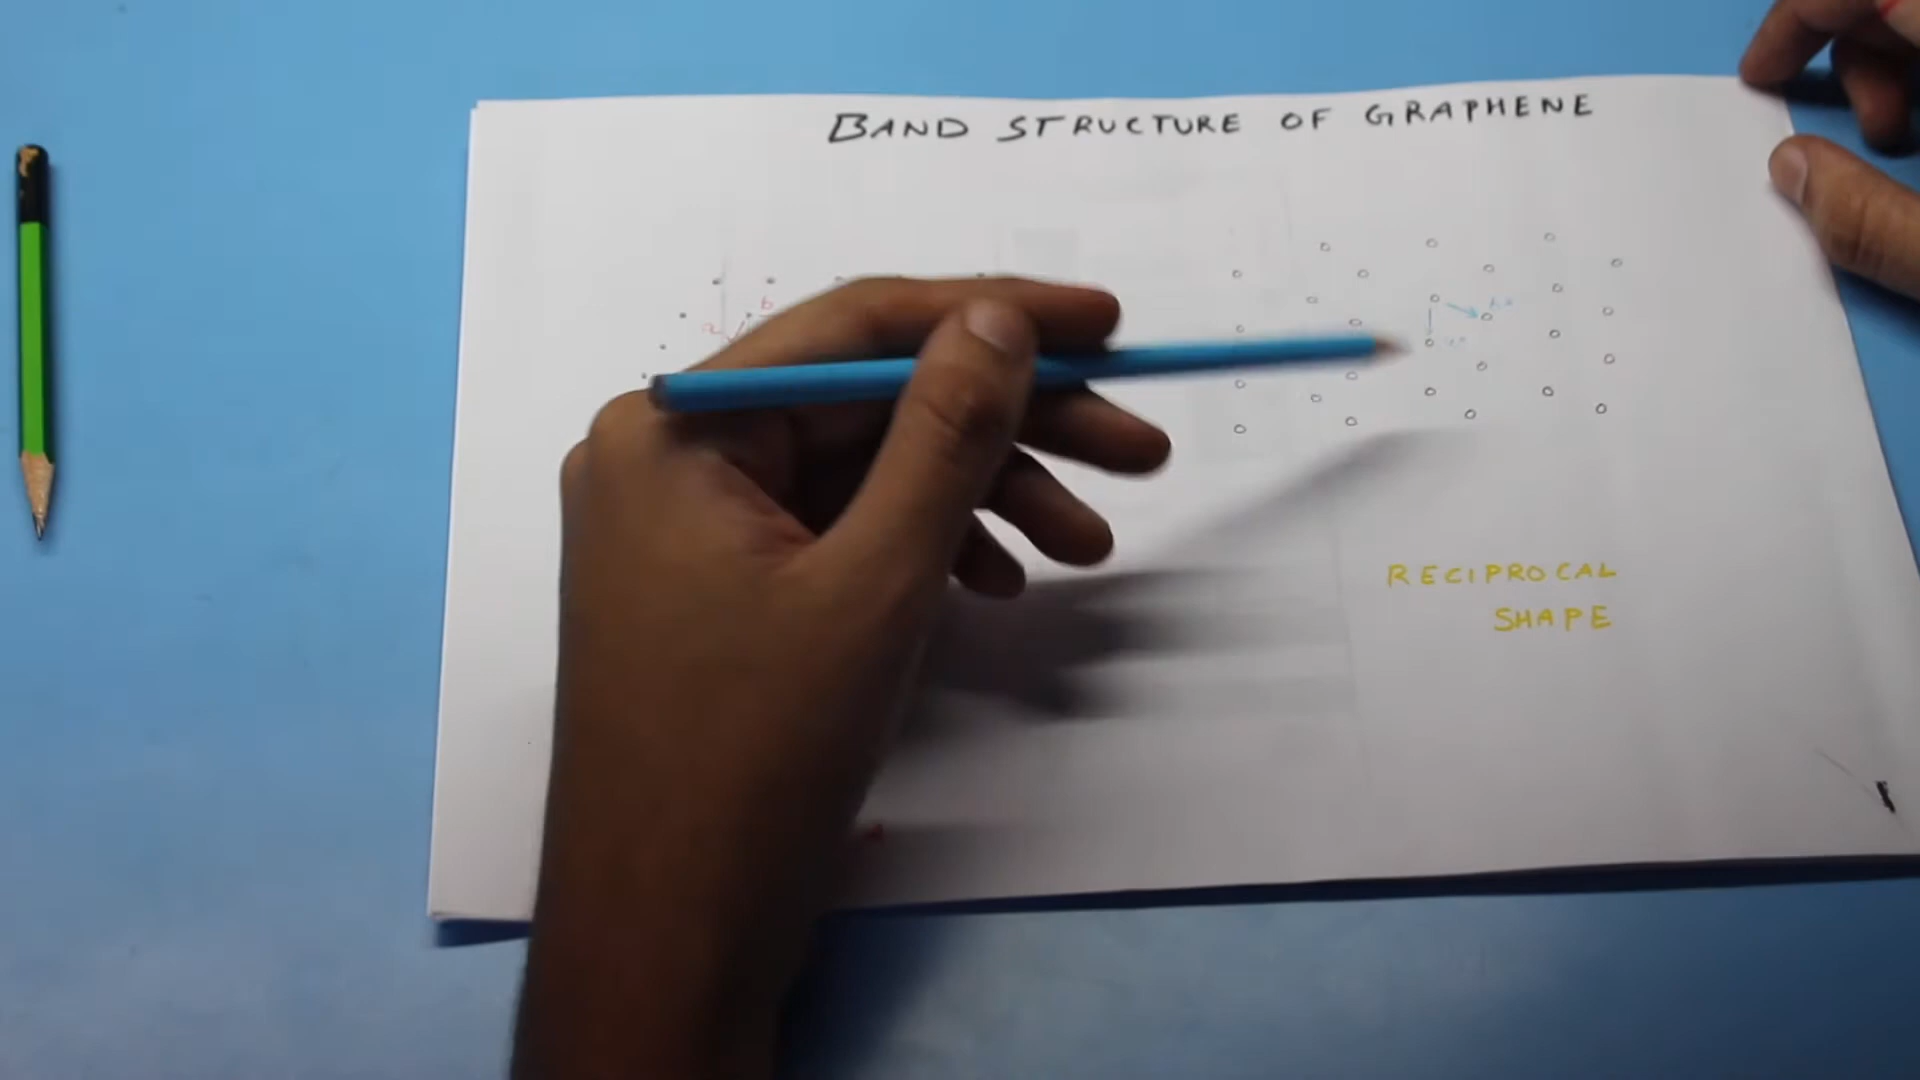 BAND STRUCTURE OF GRAPHENE
b
a
RECIPROCAL
SHAPE